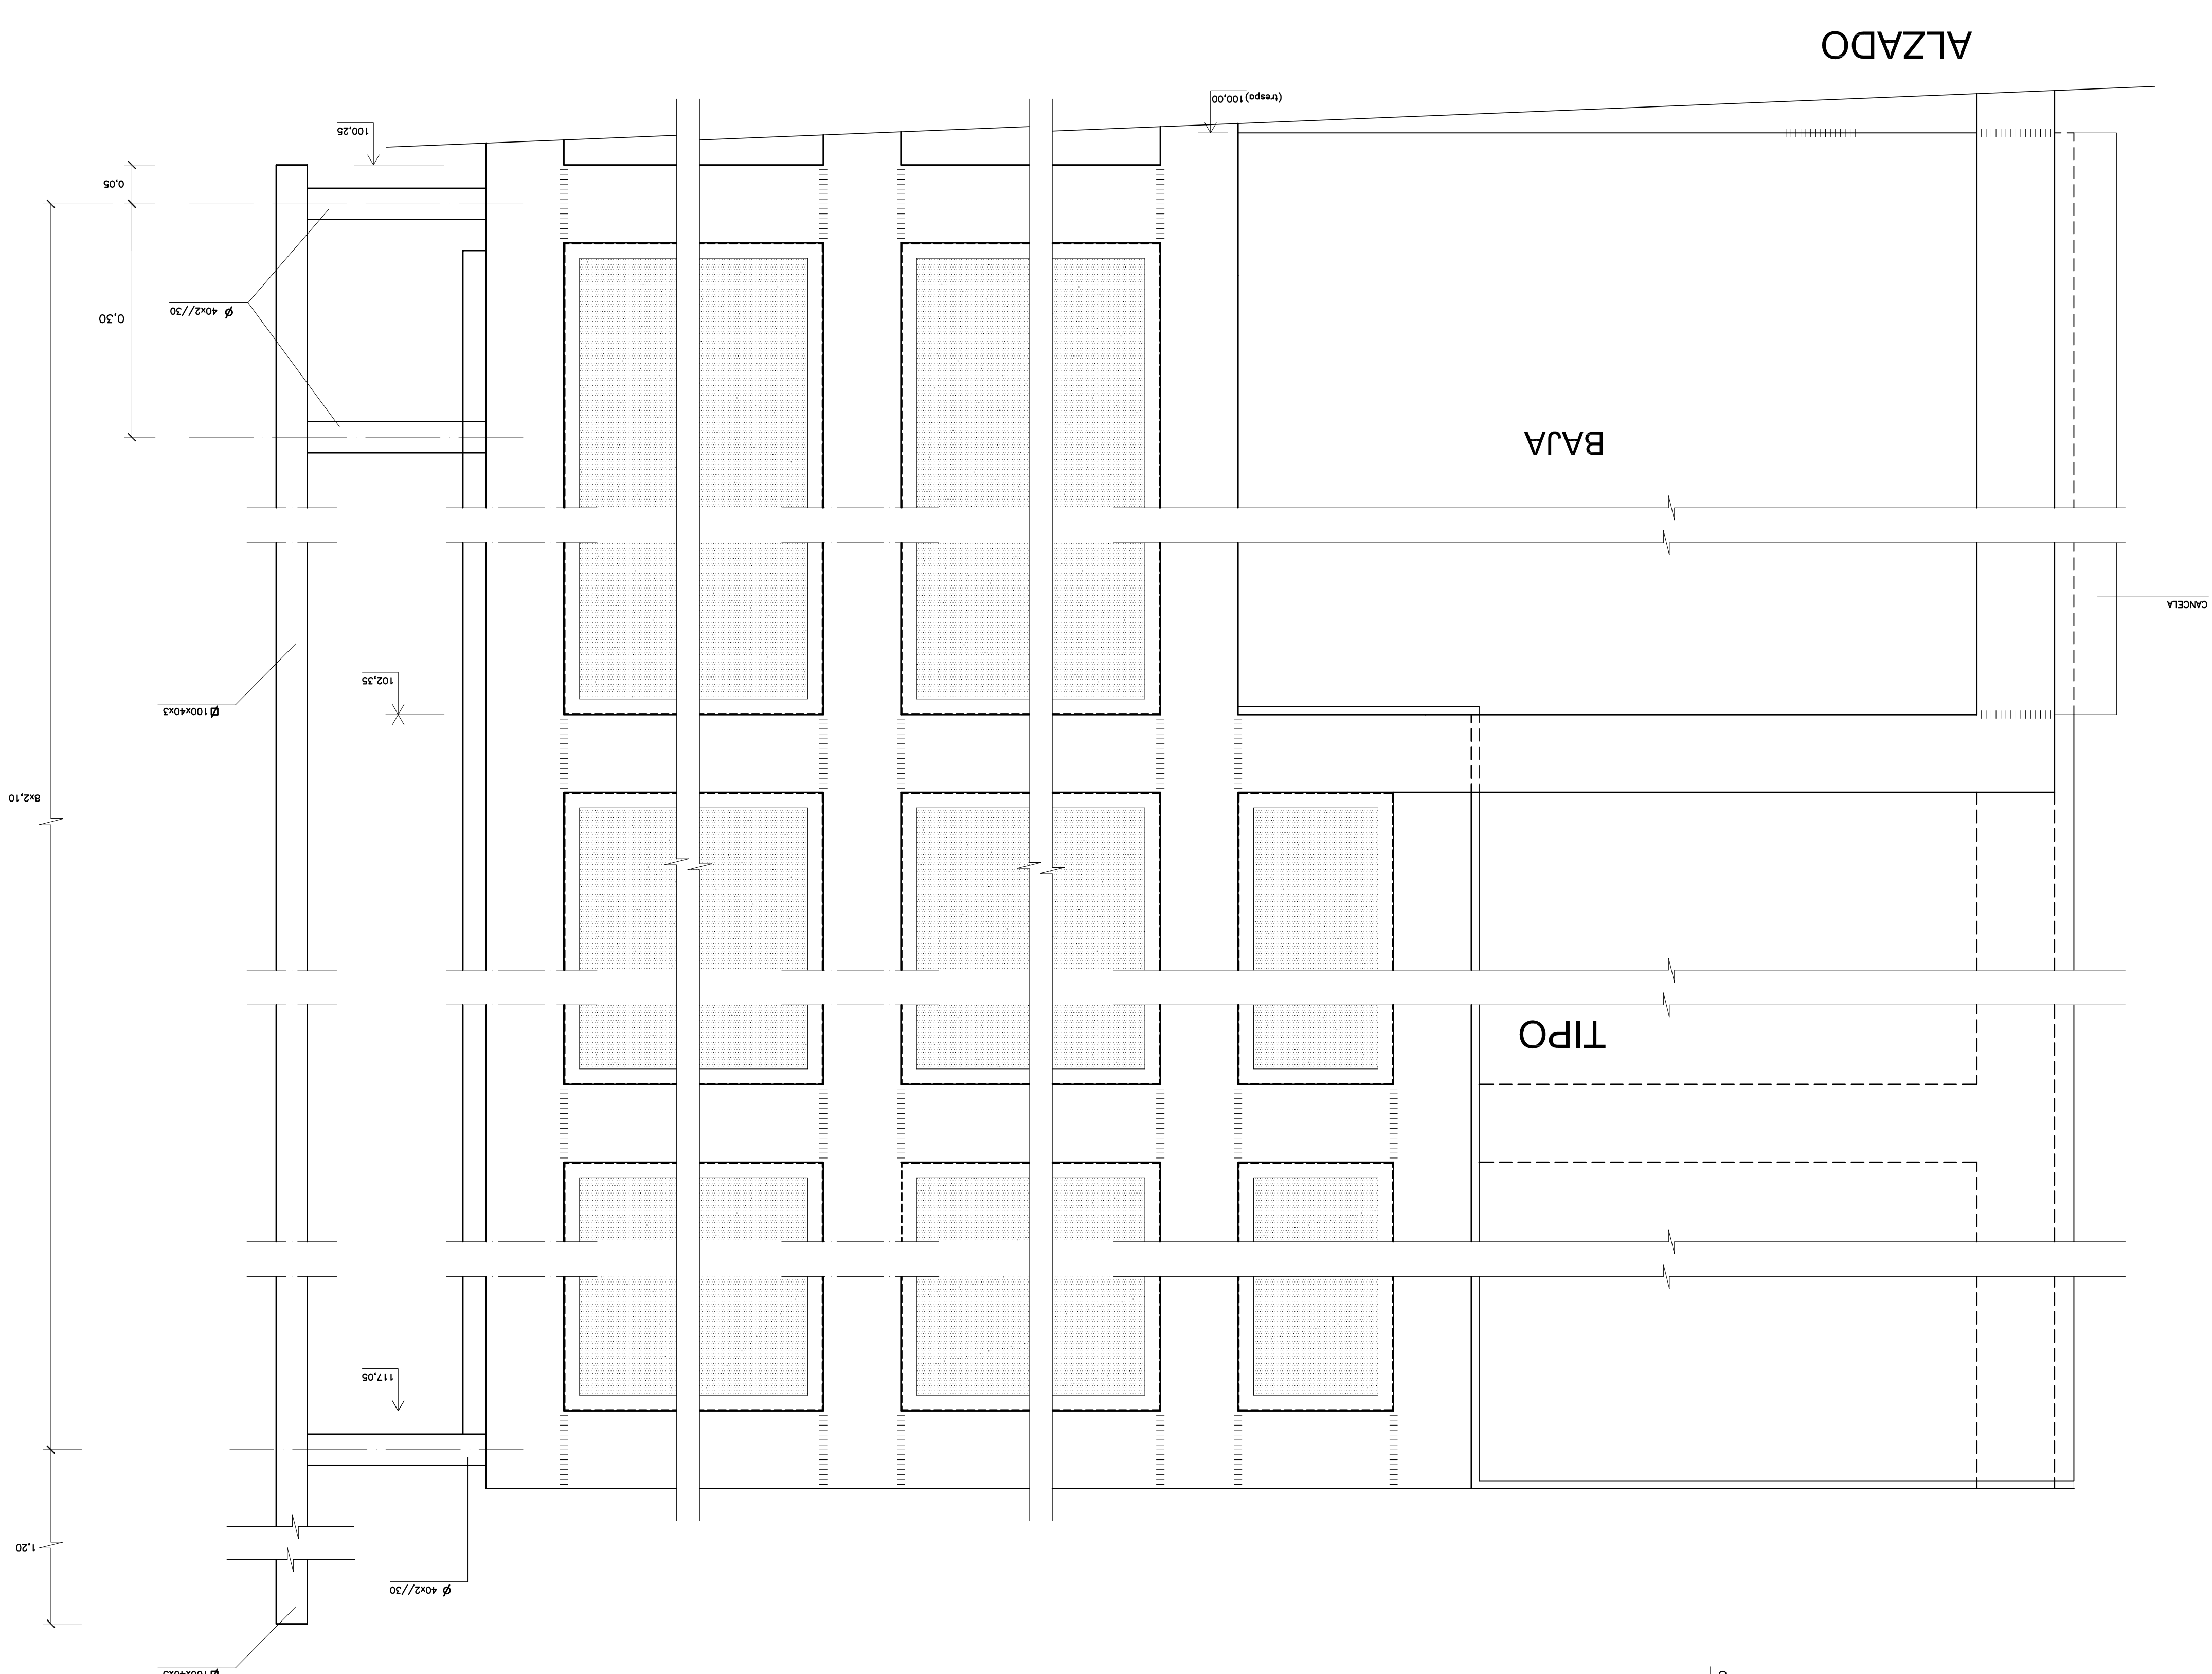 Ø 40x2//30
1,20
117,05
TIPO
8x2,10
100x40x3
102,35
CANCELA
BAJA
0,30
Ø 40x2//30
0,05
100,25
(trespa)100,00
ALZADO